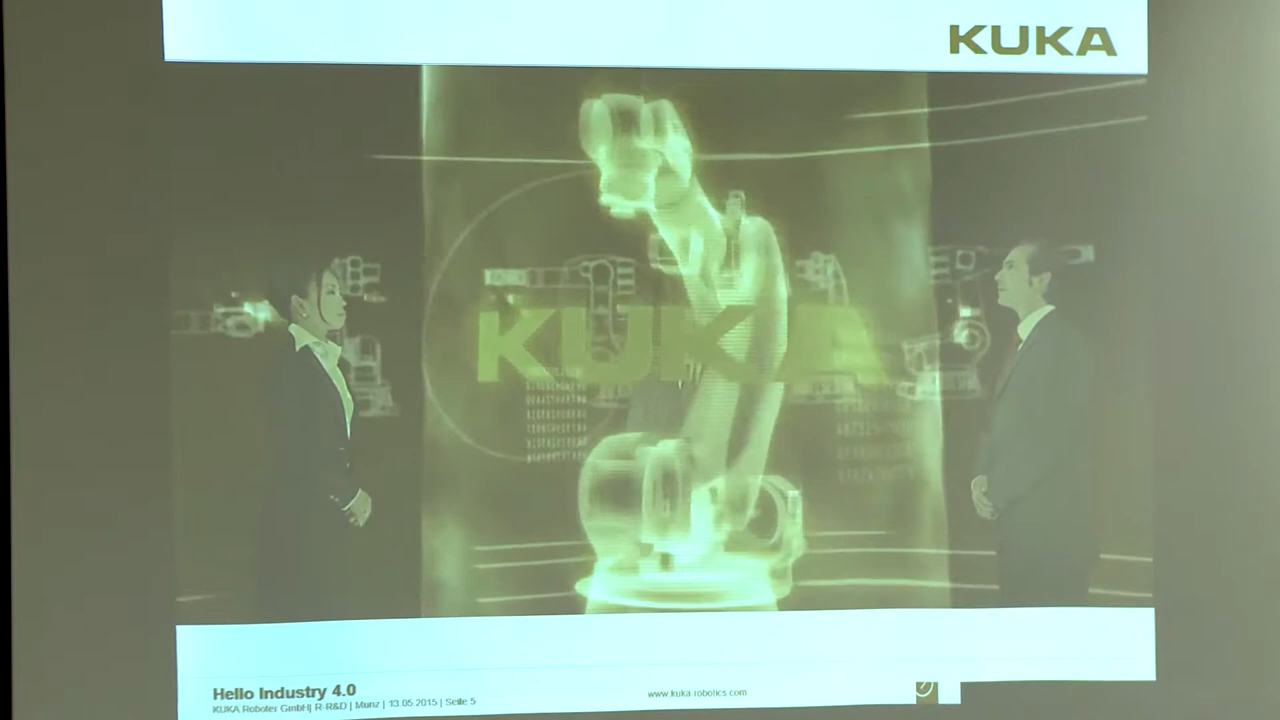 KUKA
KUKA
Hello Industry 4.0
KUKA Roboter GmbH| R-R&D | Munz | 13.05.2015 | Seite 5
www.kuka-robotics.com